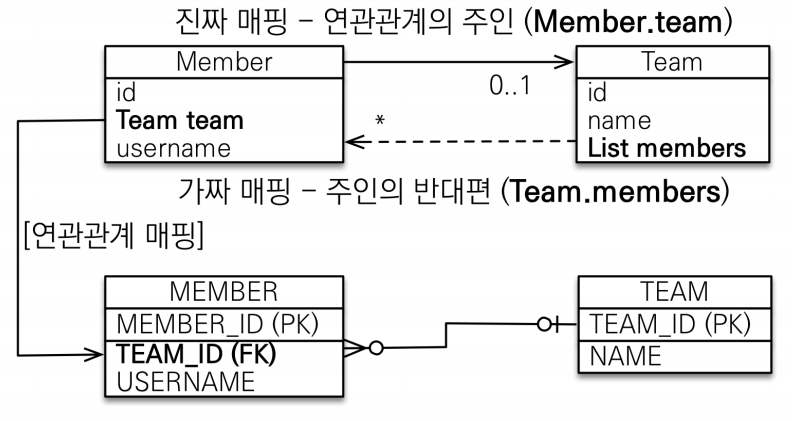 진짜 매핑 - 연관관계의 주인 (Member.team)
Member
id
Team team
username
0..1
*
Team
id
name
List members
가짜 매핑 - 주인의 반대편 (Team.members)
[연관관계 매핑]
MEMBER
MEMBER_ID (PK)
TEAM_ID (FK)
USERNAME
TEAM
TEAM_ID (PK)
NAME